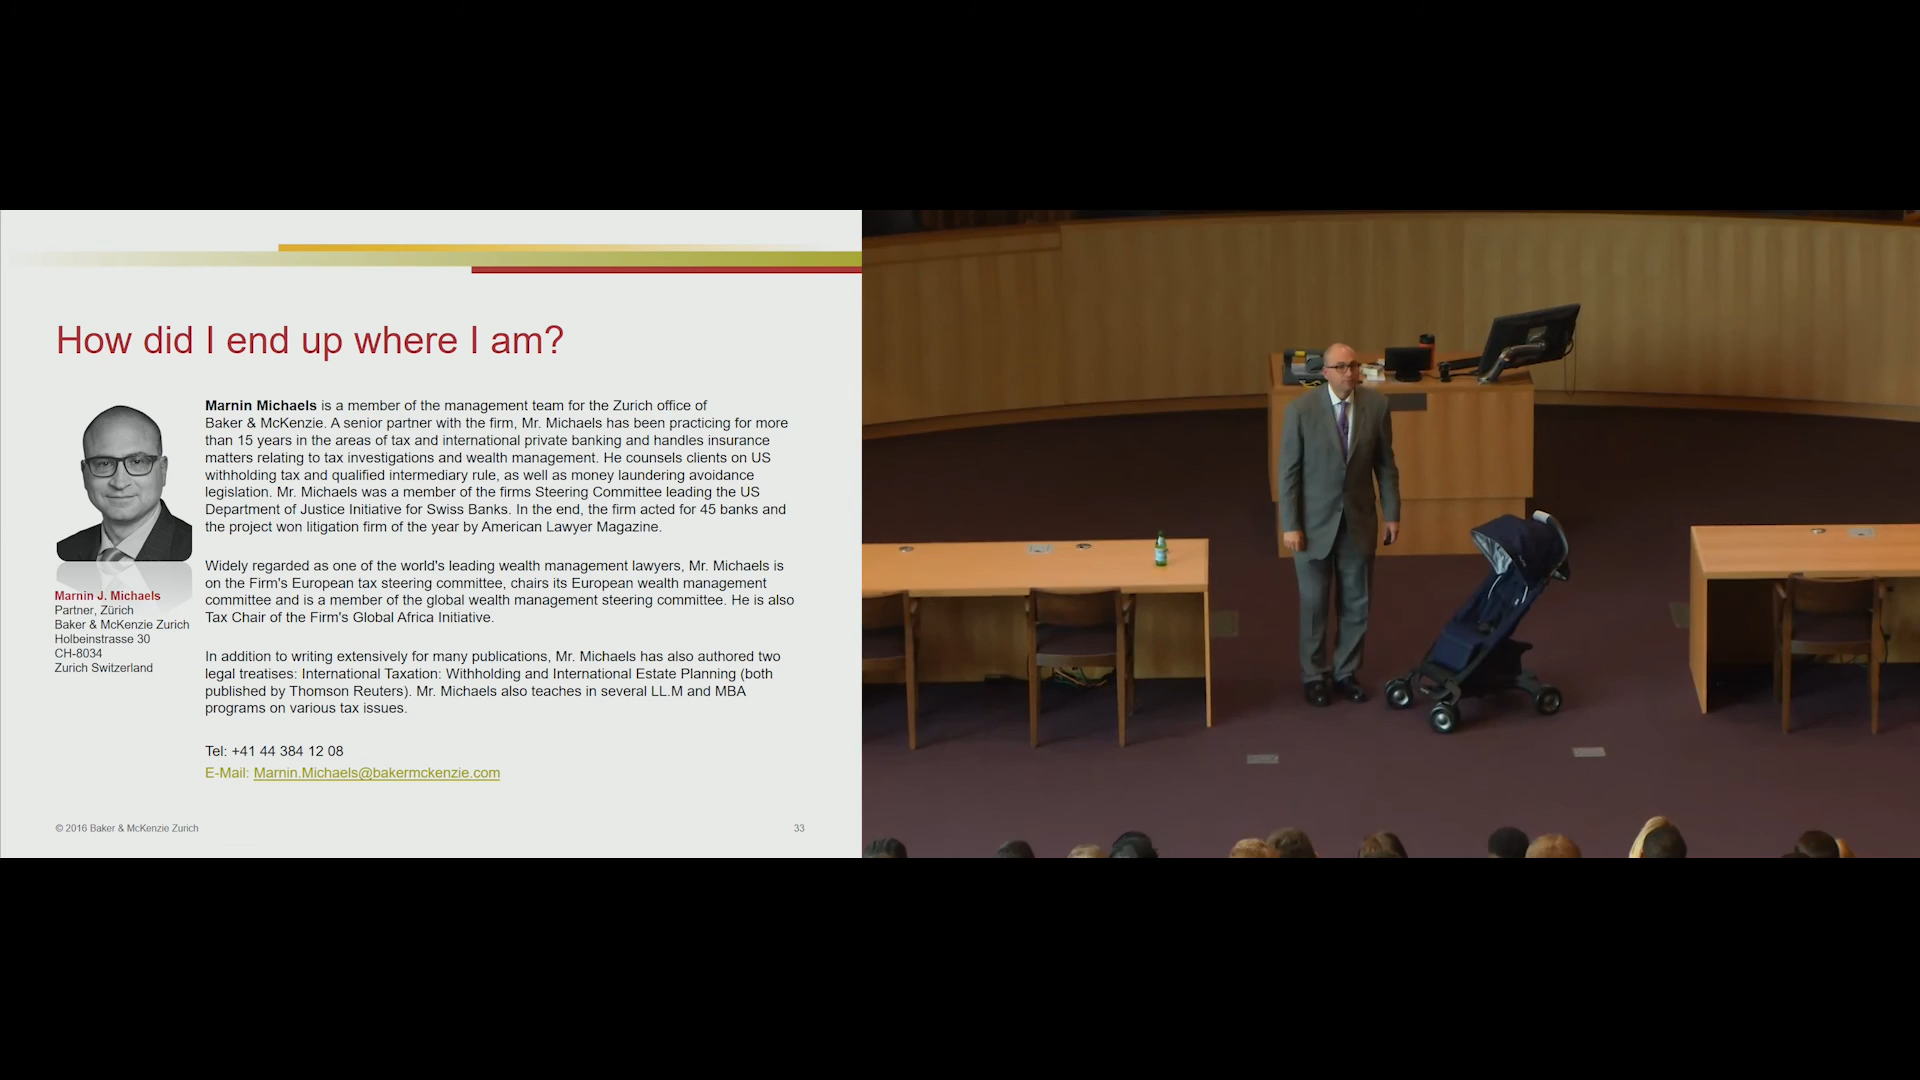 How did I end up where I am?
Marnin Michaels is a member of the management team for the Zurich office of
Baker & McKenzie. A senior partner with the firm, Mr. Michaels has been practicing for more
than 15 years in the areas of tax and international private banking and handles insurance
matters relating to tax investigations and wealth management. He counsels clients on US
withholding tax and qualified intermediary rule, as well as money laundering avoidance
legislation. Mr. Michaels was a member of the firms Steering Committee leading the US
Department of Justice Initiative for Swiss Banks. In the end, the firm acted for 45 banks and
the project won litigation firm of the year by American Lawyer Magazine.
Widely regarded as one of the world's leading wealth management lawyers, Mr. Michaels is
on the Firm's European tax steering committee, chairs its European wealth management
committee and is a member of the global wealth management steering committee. He is also
Tax Chair of the Firm's Global Africa Initiative.
In addition to writing extensively for many publications, Mr. Michaels has also authored two
legal treatises: International Taxation: Withholding and International Estate Planning (both
published by Thomson Reuters). Mr. Michaels also teaches in several LL.M and MBA
programs on various tax issues.
Tel: +41 44 384 12 08
E-Mail: Marnin.Michaels@bakermckenzie.com
Marnin J. Michaels
Partner, Zürich
Baker & McKenzie Zurich
Holbeinstrasse 30
CH-8034
Zurich Switzerland
© 2016 Baker & McKenzie Zurich
33